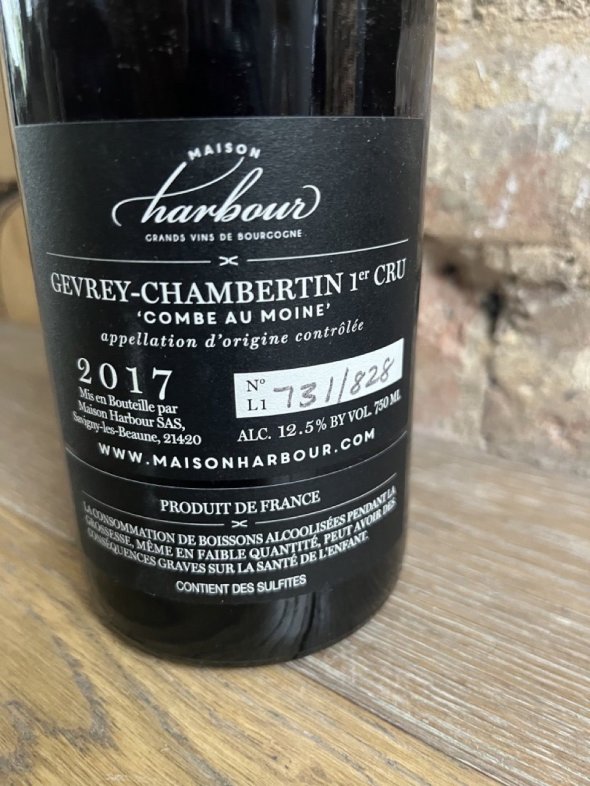 MAISON
harbour
GRANDS VINS DE BOURGOGNE
GEVREY-CHAMBERTIN 1er CRU
‘COMBE AU MOINE’
appellation d’origine contrôlée
2017
Mis en Bouteille par
Maison Harbour SAS,
Savigny-les-Beaune, 21420
Nº
L1
731/828
ALC. 12.5% BY VOL. 750 ML
WWW.MAISONHARBOUR.COM
PRODUIT DE FRANCE
LA CONSOMMATION DE BOISSONS ALCOOLISÉES PENDANT LA
GROSSESSE, MÊME EN FAIBLE QUANTITÉ, PEUT AVOIR DES
CONSÉQUENCES GRAVES SUR LA SANTÉ DE L’ENFANT.
CONTIENT DES SULFITES